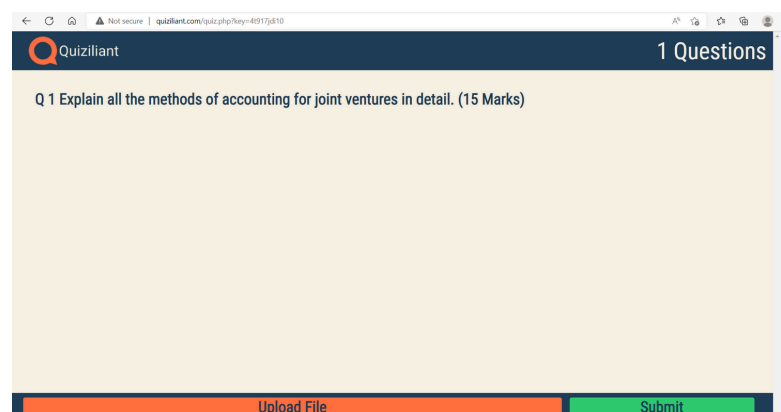 Not secure | quiziliant.com/quiz.php?key=4t917jdi10
Quiziliant
1 Questions
Q 1 Explain all the methods of accounting for joint ventures in detail. (15 Marks)
Upload File
Submit